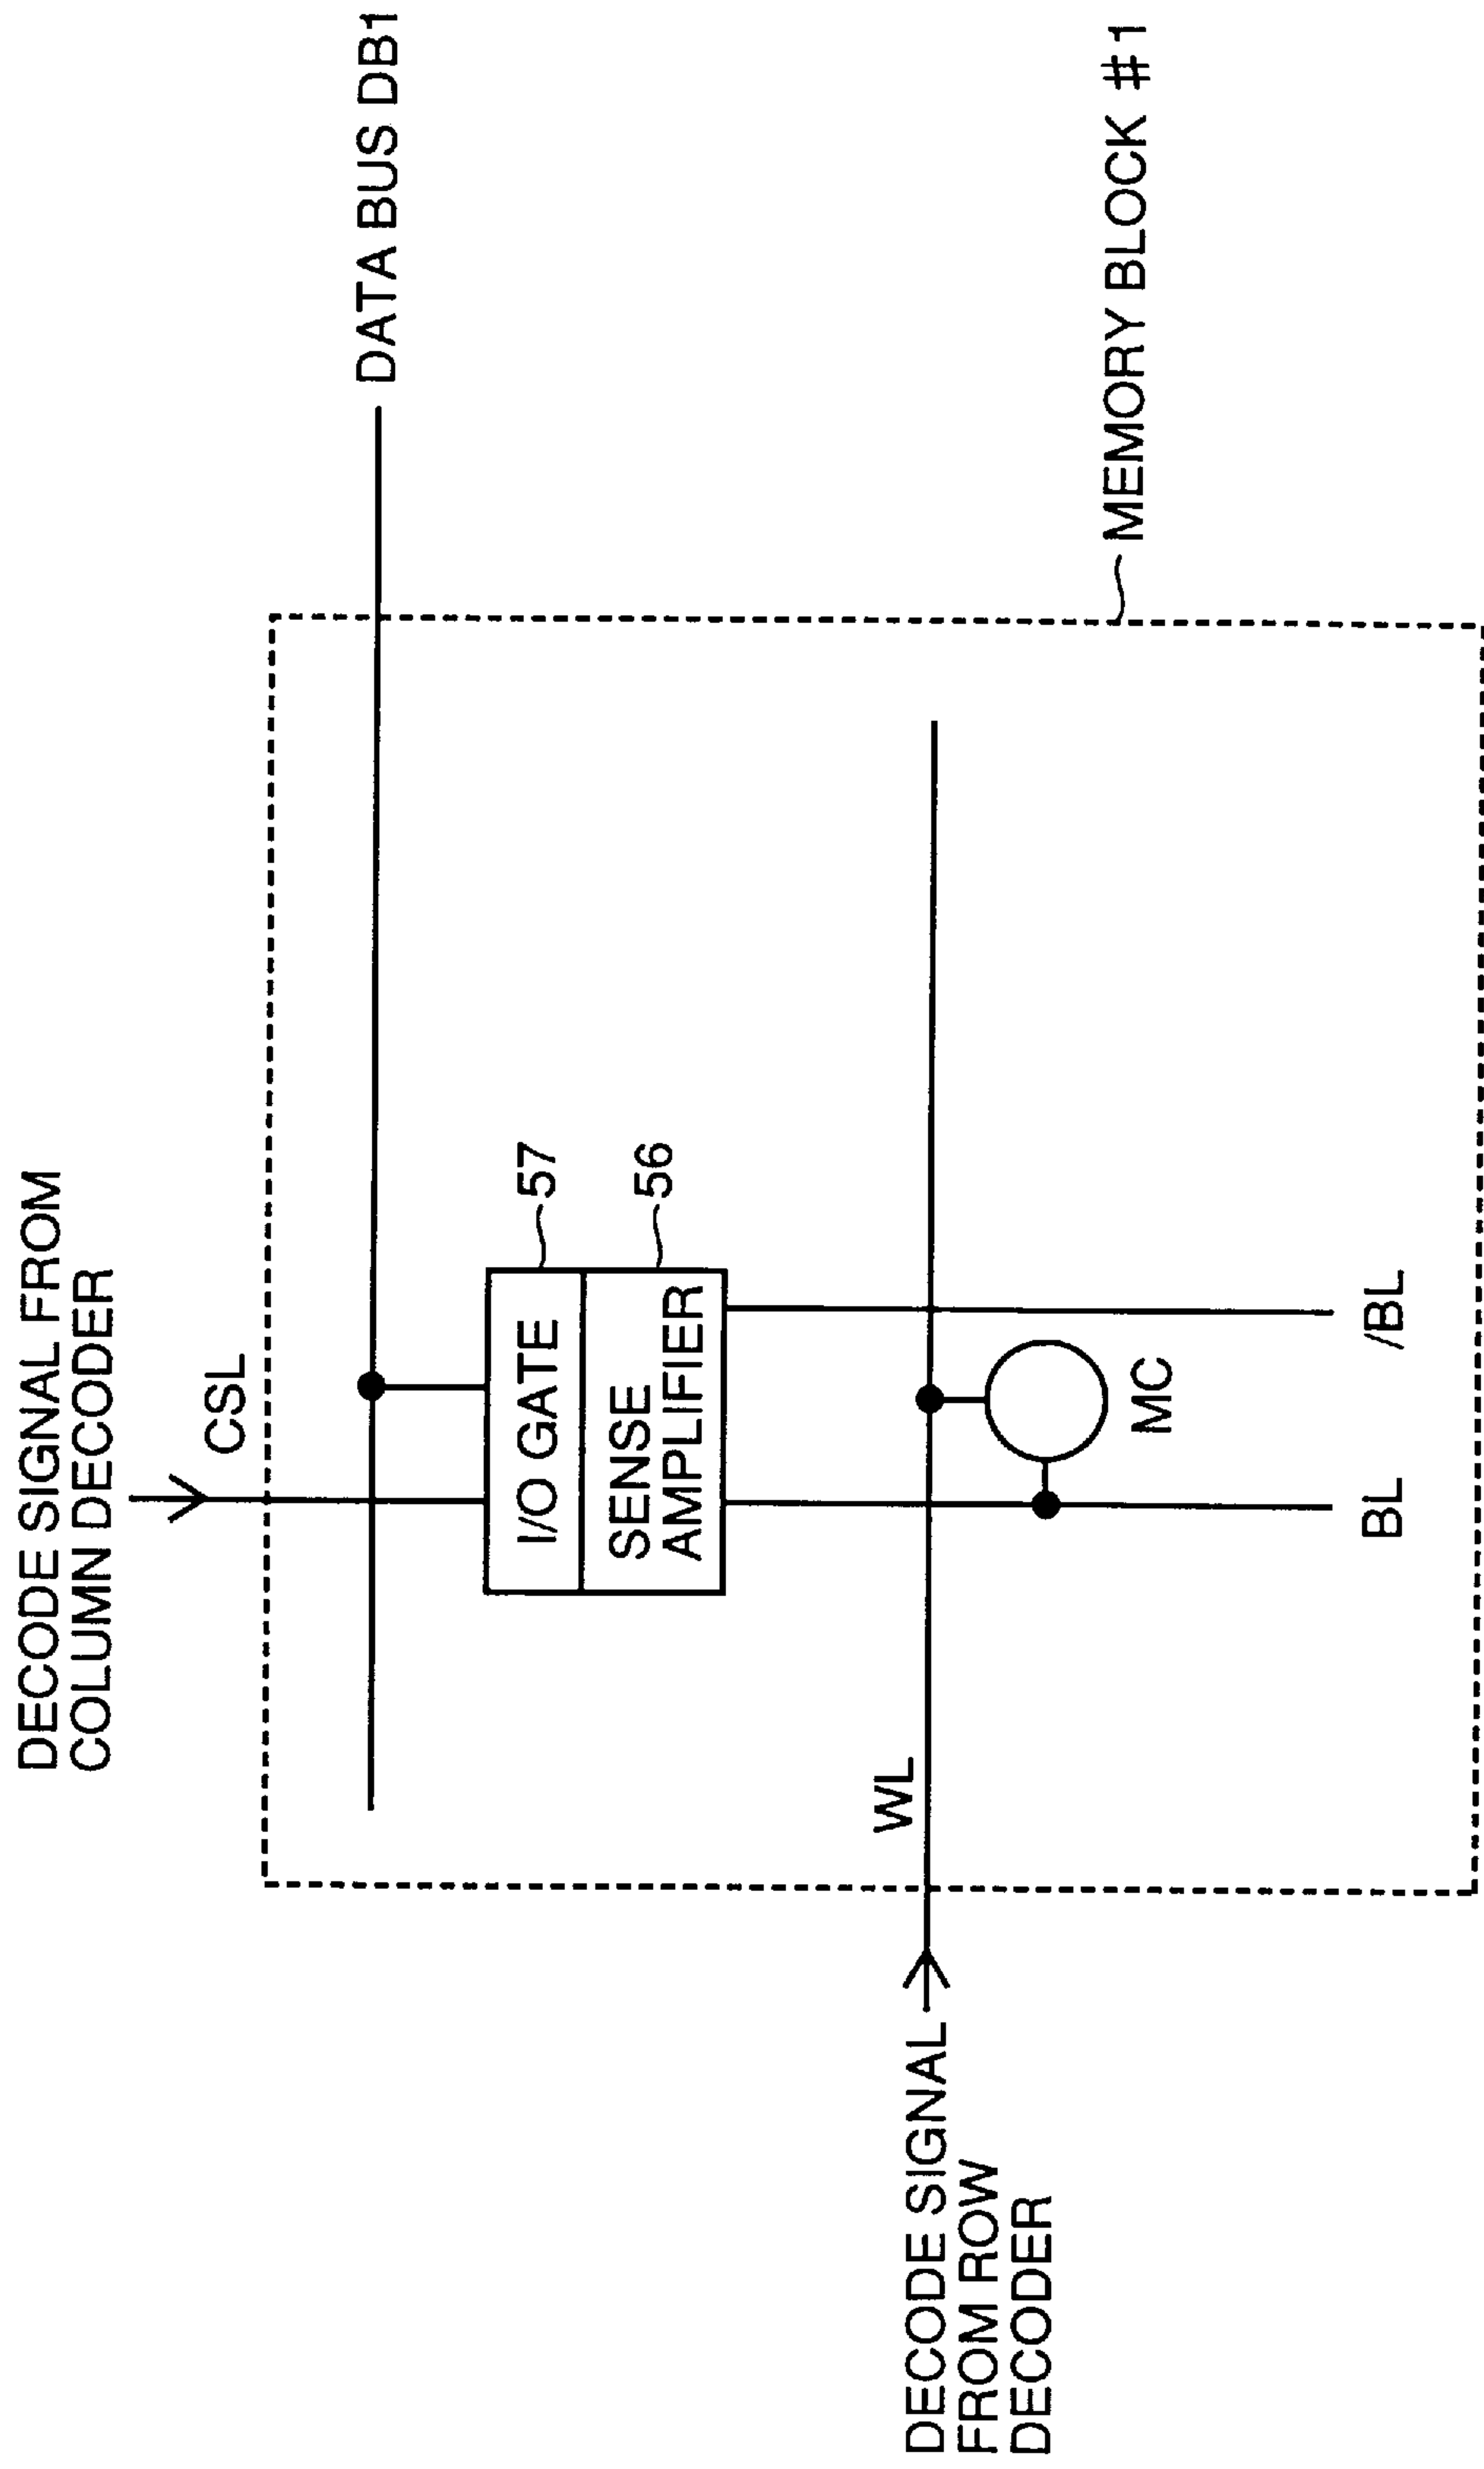 DECODE SIGNAL FROM
COLUMN DECODER
CSL
DATA BUS DB1
I/O GATE
57
SENSE
AMPLIFIER
56
WL
DECODE SIGNAL
FROM ROW
DECODER
MC
MEMORY BLOCK #1
BL
/BL